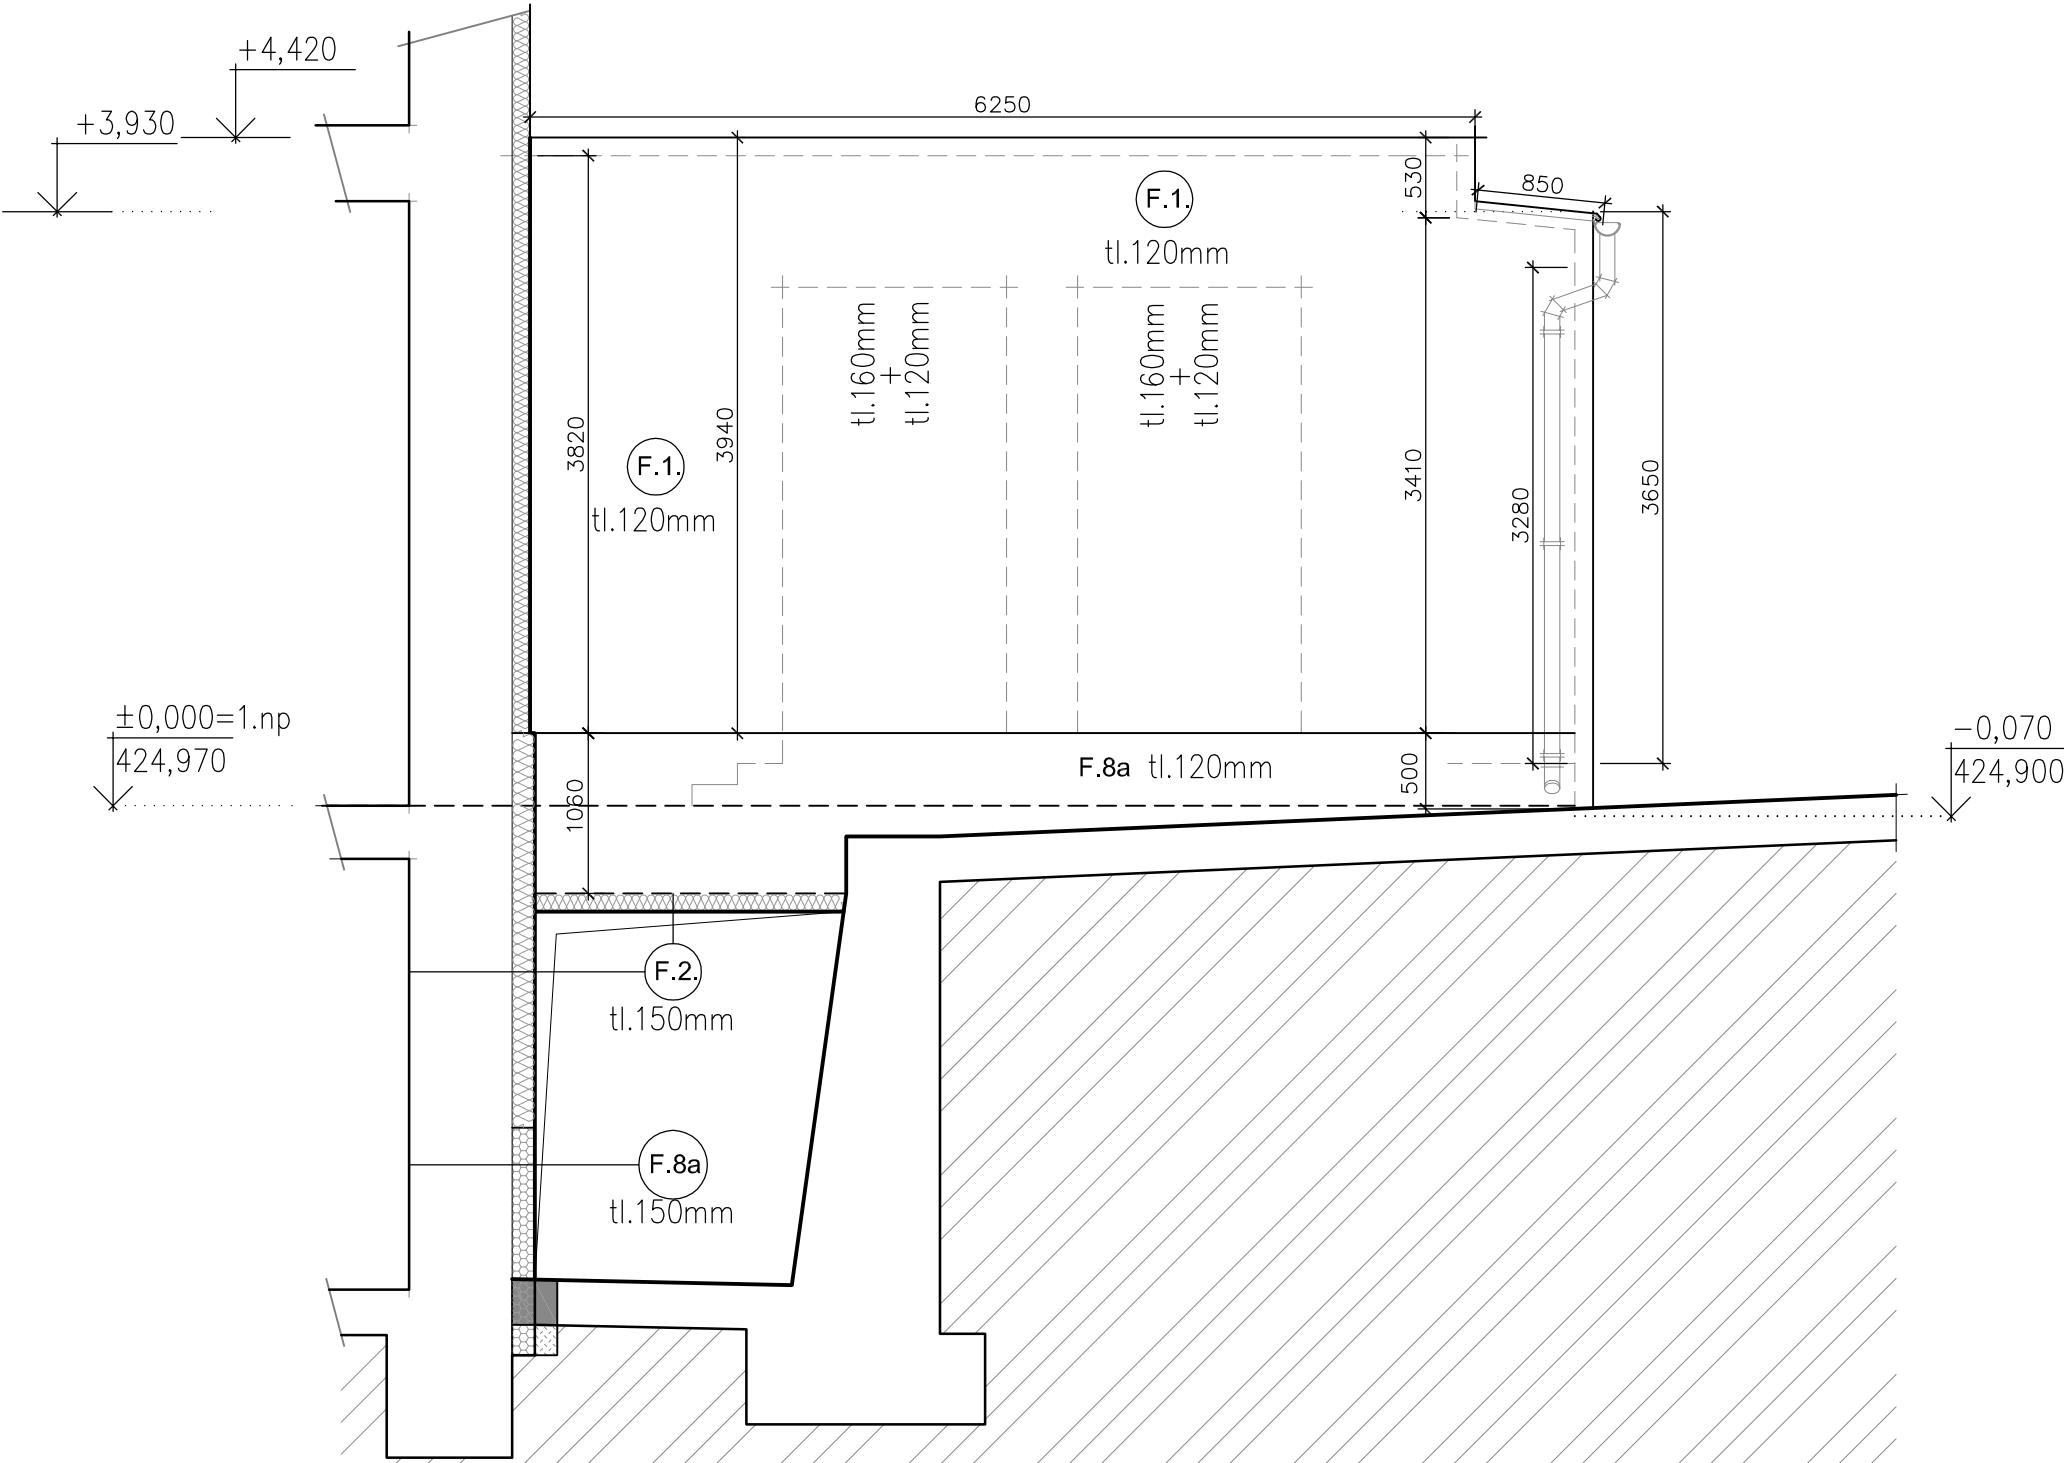 +4,420
+3,930
6250
530
850
F.1.
tl.120mm
tl.160mm
+
tl.120mm
tl.160mm
+
tl.120mm
3820
3940
F.1.
tl.120mm
3410
3280
3650
±0,000=1.np
424,970
-0,070
424,900
F.8a tl.120mm
500
1060
F.2.
tl.150mm
F.8a
tl.150mm